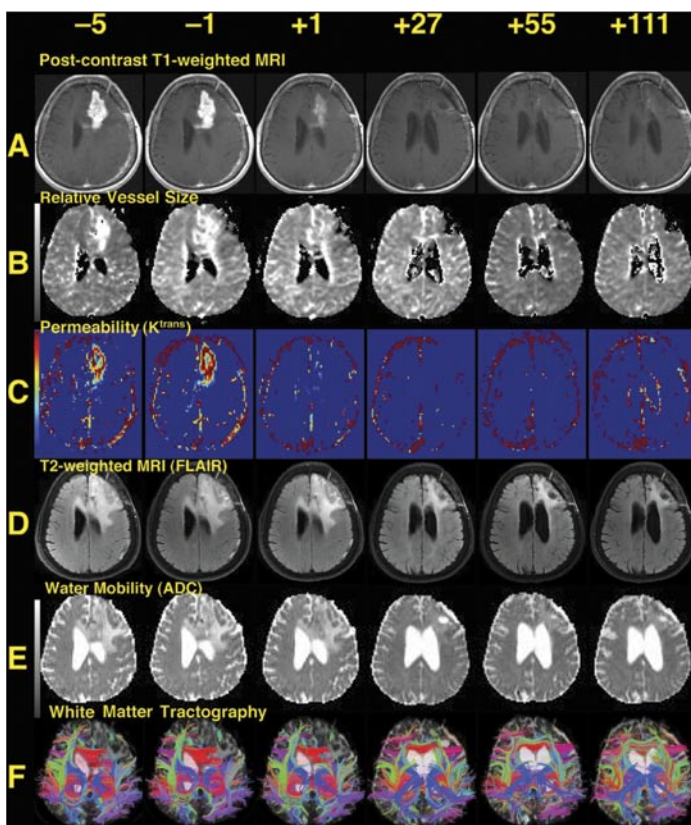 –5 –1 +1 +27 +55 +111
Post-contrast T1-weighted MRI
A
Relative Vessel Size
B
Permeability (Kᵗʳᵃⁿˢ)
C
T2-weighted MRI (FLAIR)
D
Water Mobility (ADC)
E
White Matter Tractography
F